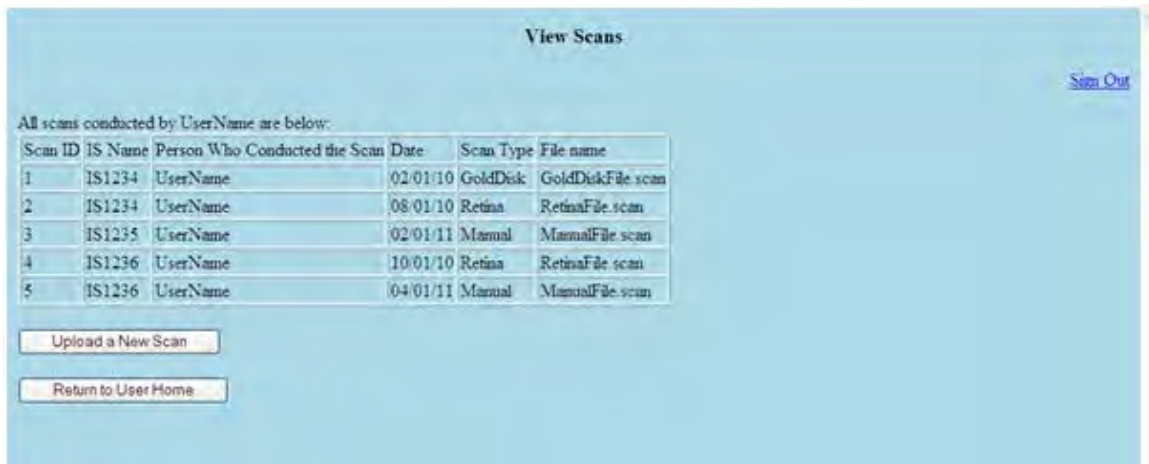 View Scans
Sign Out
All scans conducted by UserName are below:
Scan ID IS Name Person Who Conducted the Scan Date Scan Type File name
1 IS1234 UserName 02/01/10 GoldDisk GoldDiskFile.scan
2 IS1234 UserName 08/01/10 Retina RetinaFile.scan
3 IS1235 UserName 02/01/11 Manual ManualFile.scan
4 IS1236 UserName 10/01/10 Retina RetinaFile.scan
5 IS1236 UserName 04/01/11 Manual ManualFile.scan
Upload a New Scan
Return to User Home